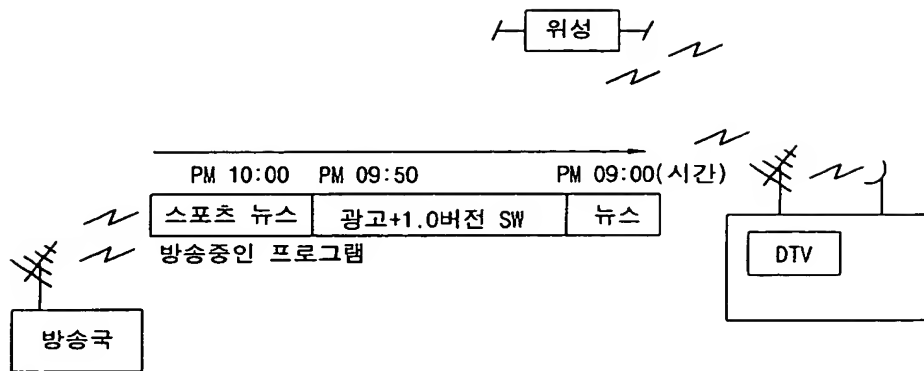 위성
PM 10:00 PM 09:50 PM 09:00(시간)
스포츠 뉴스 광고+1.0버전 SW 뉴스
방송중인 프로그램
DTV
방송국